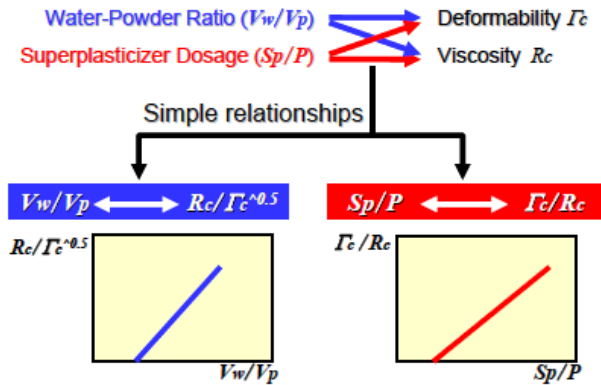 Water-Powder Ratio (Vw/Vp)
Deformability Γc
Superplasticizer Dosage (Sp/P)
Viscosity Rc
Simple relationships
Vw/Vp Rc/Γc^0.5
Sp/P Γc/Rc
Rc/Γc^0.5
Γc/Rc
Vw/Vp
Sp/P